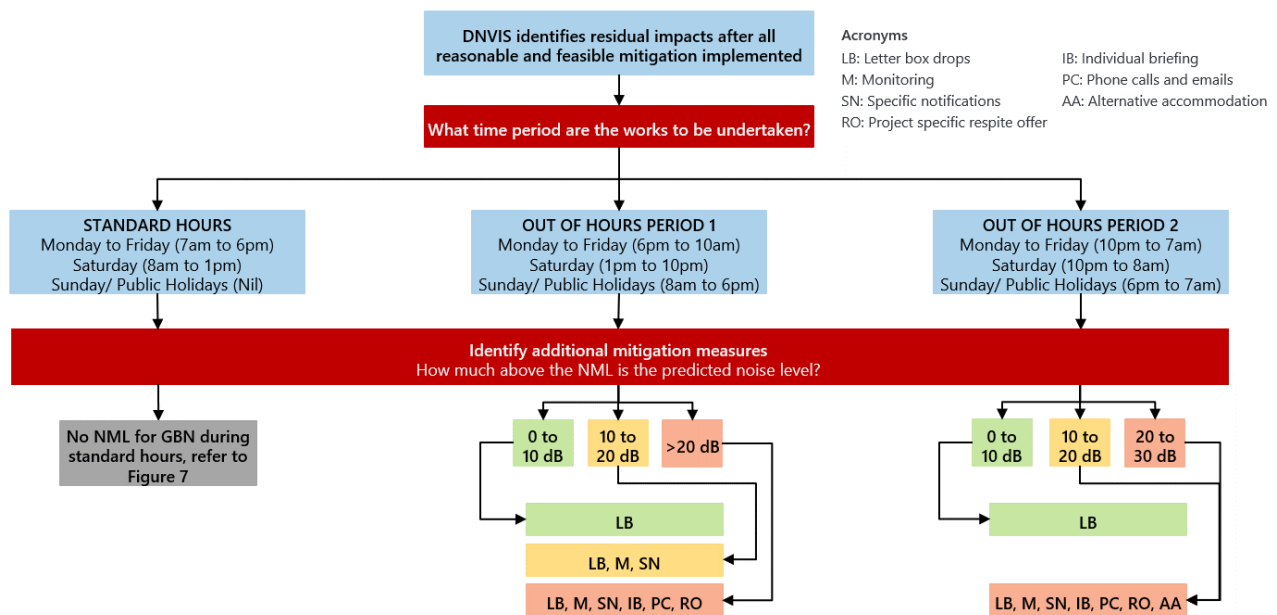 DNVIS identifies residual impacts after all
reasonable and feasible mitigation implemented
Acronyms
LB: Letter box drops
IB: Individual briefing
M: Monitoring
PC: Phone calls and emails
SN: Specific notifications
AA: Alternative accommodation
RO: Project specific respite offer
What time period are the works to be undertaken?
STANDARD HOURS
Monday to Friday (7am to 6pm)
Saturday (8am to 1pm)
Sunday/ Public Holidays (Nil)
OUT OF HOURS PERIOD 1
Monday to Friday (6pm to 10am)
Saturday (1pm to 10pm)
Sunday/ Public Holidays (8am to 6pm)
OUT OF HOURS PERIOD 2
Monday to Friday (10pm to 7am)
Saturday (10pm to 8am)
Sunday/ Public Holidays (6pm to 7am)
Identify additional mitigation measures
How much above the NML is the predicted noise level?
No NML for GBN during
standard hours, refer to
Figure 7
0 to
10 dB
10 to
20 dB
>20 dB
LB
LB, M, SN
LB, M, SN, IB, PC, RO
0 to
10 dB
10 to
20 dB
20 to
30 dB
LB
LB, M, SN, IB, PC, RO, AA